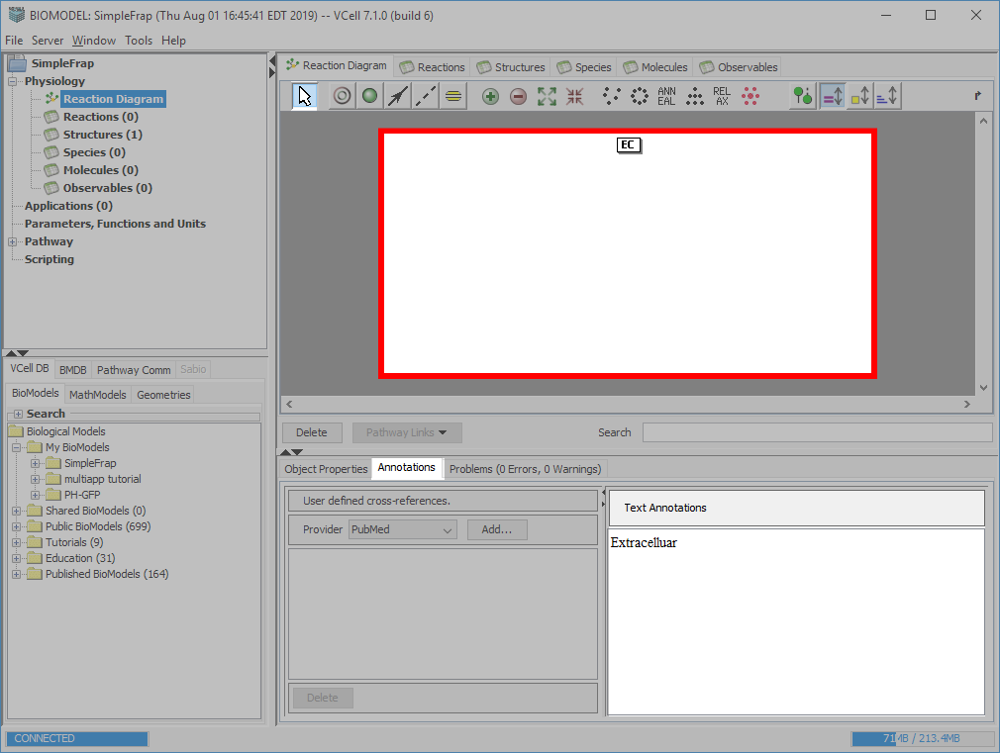 BIOMODEL: SimpleFrap (Thu Aug 01 16:45:41 EDT 2019) -- VCell 7.1.0 (build 6)
File Server Window Tools Help
SimpleFrap
Physiology
Reaction Diagram
Reactions (0)
Structures (1)
Species (0)
Molecules (0)
Observables (0)
Applications (0)
Parameters, Functions and Units
Pathway
Scripting
VCell DB BMDB Pathway Comm Sabio
BioModels MathModels Geometries
Search
Biological Models
My BioModels
SimpleFrap
multiapp tutorial
PH-GFP
Shared BioModels (0)
Public BioModels (699)
Tutorials (9)
Education (31)
Published BioModels (164)
Reaction Diagram Reactions Structures Species Molecules Observables
ANN REL
EAL AX
EC
Delete Pathway Links Search
Object Properties Annotations Problems (0 Errors, 0 Warnings)
User defined cross-references.
Provider PubMed Add...
Delete
Text Annotations
Extracelluar
CONNECTED 71MB / 213.4MB